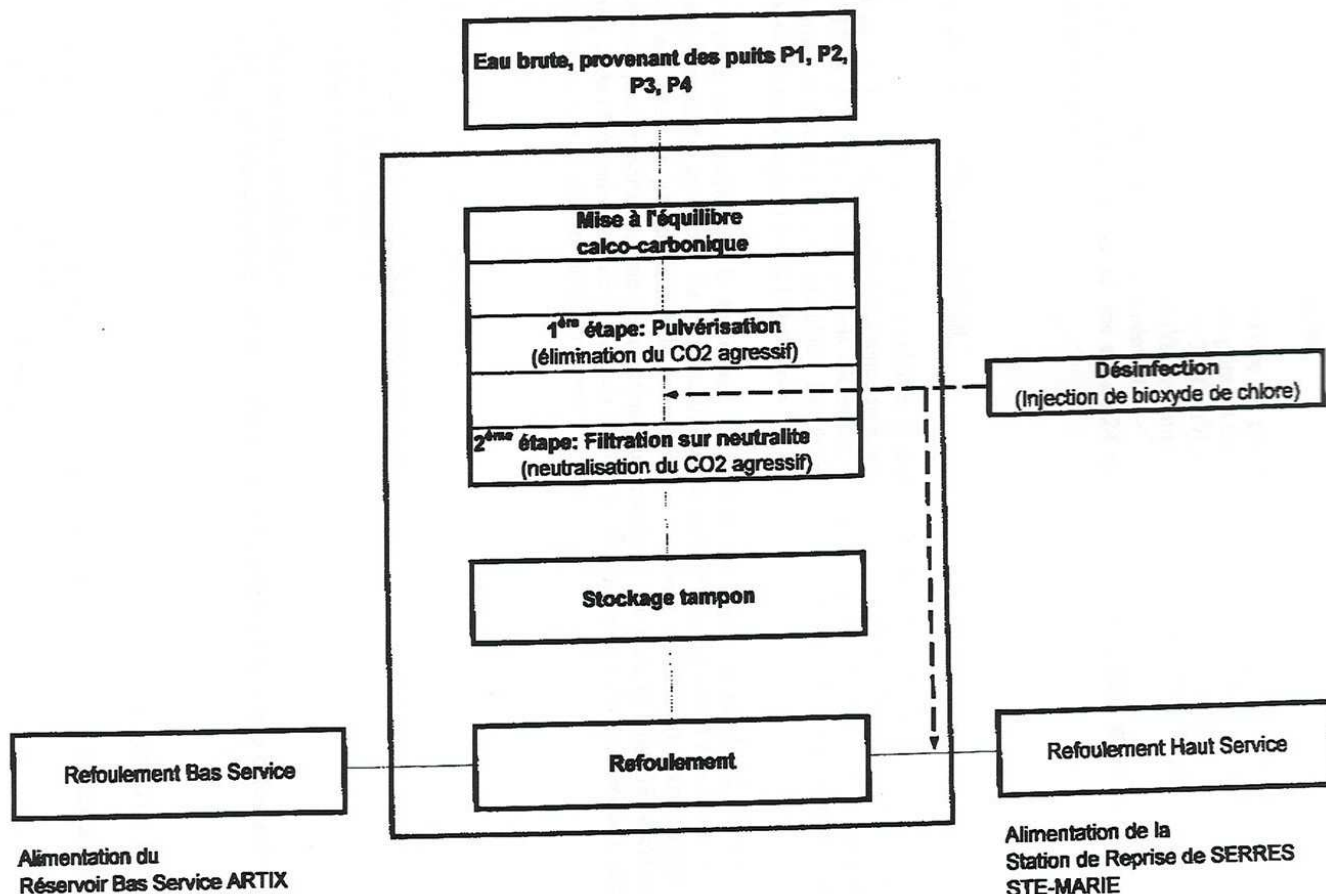 Eau brute, provenant des puits P1, P2,
P3, P4
Mise à l'équilibre
calco-carbonique
1ère étape: Pulvérisation
(élimination du CO2 agressif)
Désinfection
(Injection de bioxyde de chlore)
2ème étape: Filtration sur neutralite
(neutralisation du CO2 agressif)
Stockage tampon
Refoulement Bas Service
Refoulement
Refoulement Haut Service
Alimentation du
Réservoir Bas Service ARTIX
Alimentation de la
Station de Reprise de SERRES
STE-MARIE